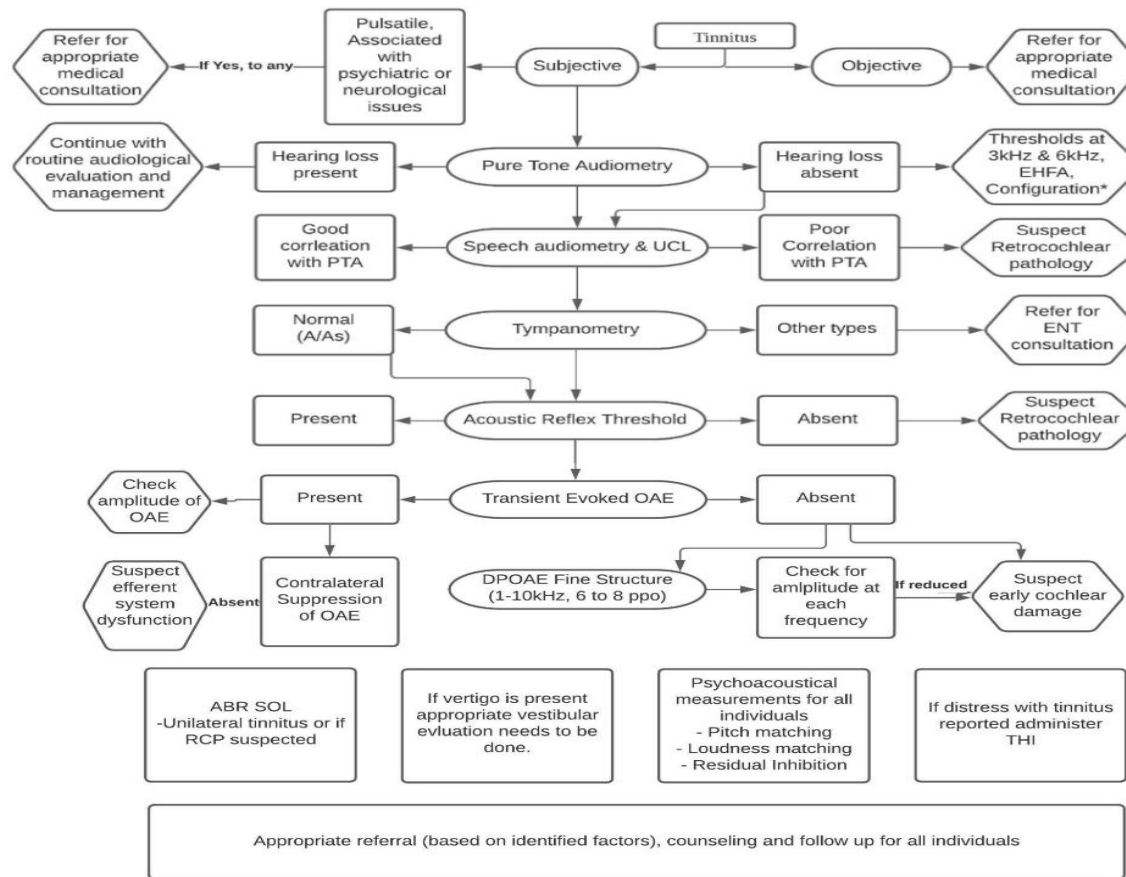 Tinnitus
Refer for
appropriate
medical
consultation
If Yes, to any
Pulsatile,
Associated
with
psychiatric or
neurological
issues
Subjective
Objective
Refer for
appropriate
medical
consultation
Continue with
routine audiological
evaluation and
management
Hearing loss
present
Pure Tone Audiometry
Hearing loss
absent
Thresholds at
3kHz & 6kHz,
EHFA,
Configuration*
Good
corrleation
with PTA
Speech audiometry & UCL
Poor
Correlation
with PTA
Suspect
Retrocochlear
pathology
Normal
(A/As)
Tympanometry
Other types
Refer for
ENT
consultation
Present
Acoustic Reflex Threshold
Absent
Suspect
Retrocochlear
pathology
Check
amplitude of
OAE
Present
Transient Evoked OAE
Absent
Suspect
efferent
system
dysfunction
Absent
Contralateral
Suppression
of OAE
DPOAE Fine Structure
(1-10kHz, 6 to 8 ppo)
Check for
amlplitude at
each
frequency
If reduced
Suspect
early cochlear
damage
ABR SOL
-Unilateral tinnitus or if
RCP suspected
If vertigo is present
appropriate vestibular
evluation needs to be
done.
Psychoacoustical
measurements for all
individuals
- Pitch matching
- Loudness matching
- Residual Inhibition
If distress with tinnitus
reported administer
THI
Appropriate referral (based on identified factors), counseling and follow up for all individuals